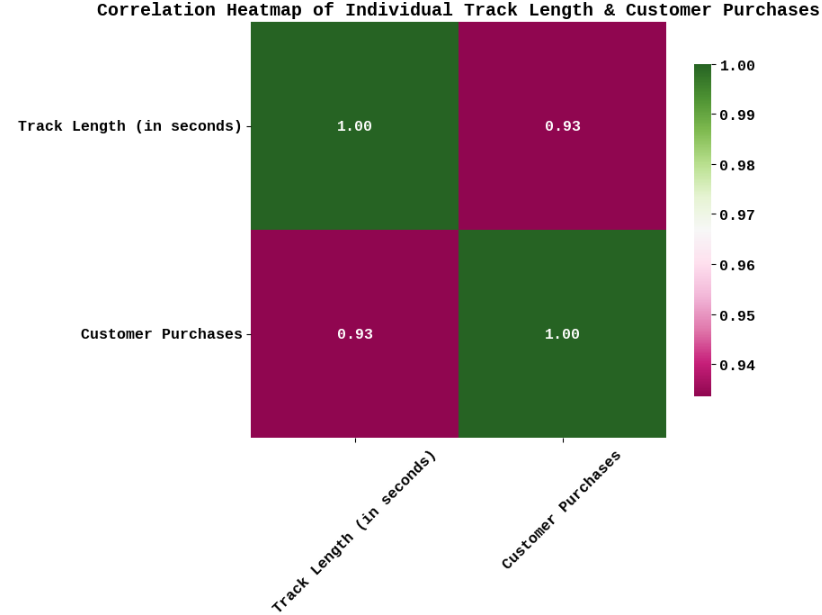 Correlation Heatmap of Individual Track Length & Customer Purchases
Track Length (in seconds)
1.00
0.93
Customer Purchases
0.93
1.00
Track Length (in seconds)
Customer Purchases
1.00
0.99
0.98
0.97
0.96
0.95
0.94